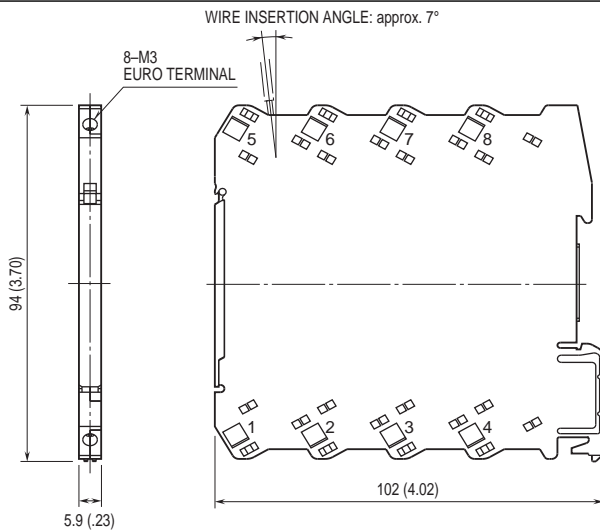 WIRE INSERTION ANGLE: approx. 7°
8–M3
EURO TERMINAL
5 6 7 8
94 (3.70)
1 2 3 4
102 (4.02)
5.9 (.23)